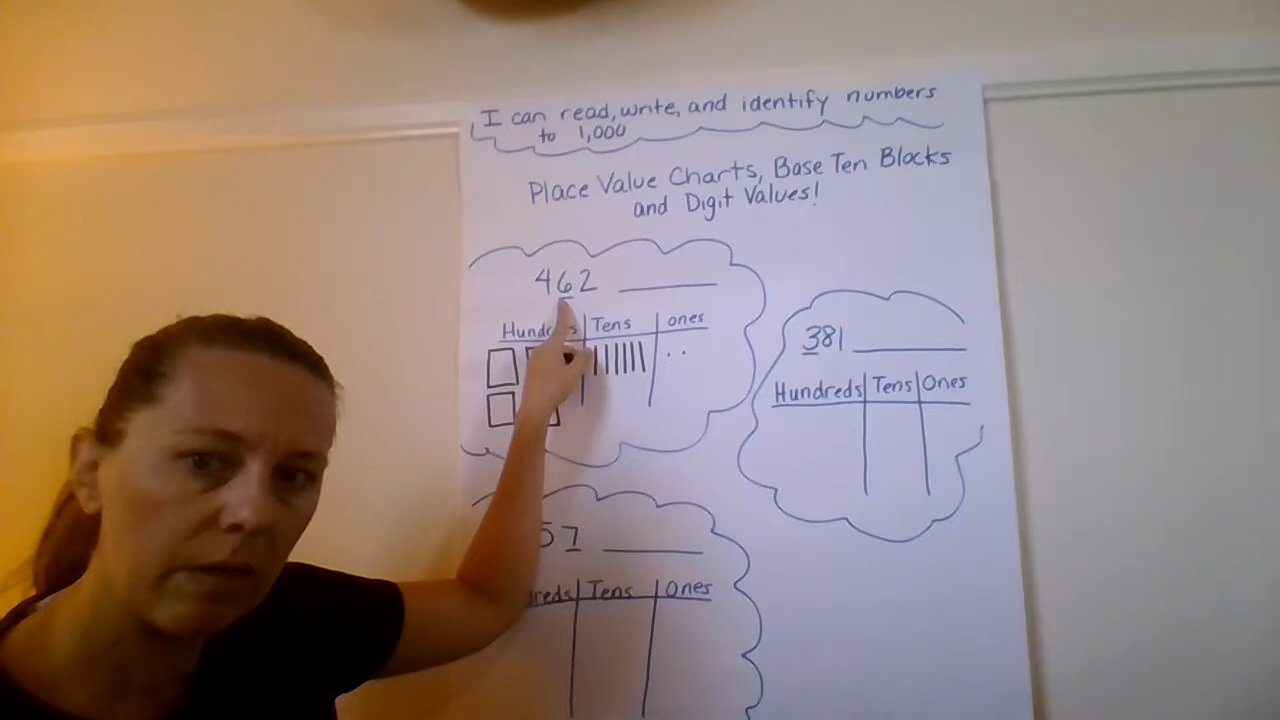 I can read, write, and identify numbers
to 1,000
Place Value Charts, Base Ten Blocks
and Digit Values!
462
Tens ones
381
Hundreds Tens Ones
57
Tens Ones